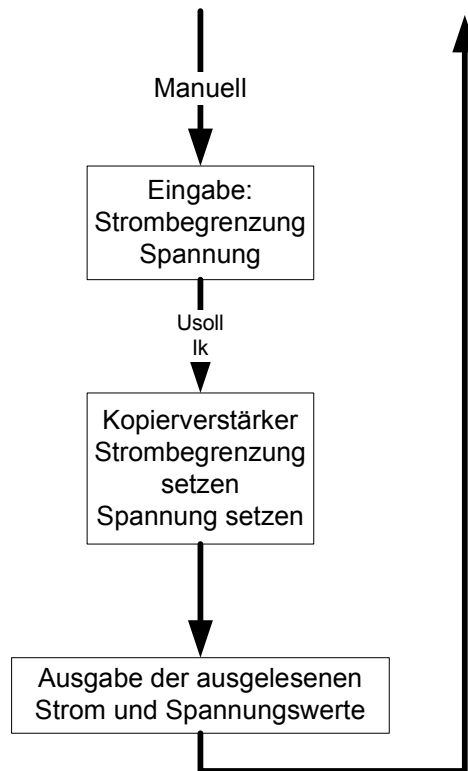 Manuell
Eingabe:
Strombegrenzung
Spannung
Usoll
Ik
Kopierverstärker
Strombegrenzung
setzen
Spannung setzen
Ausgabe der ausgelesenen
Strom und Spannungswerte